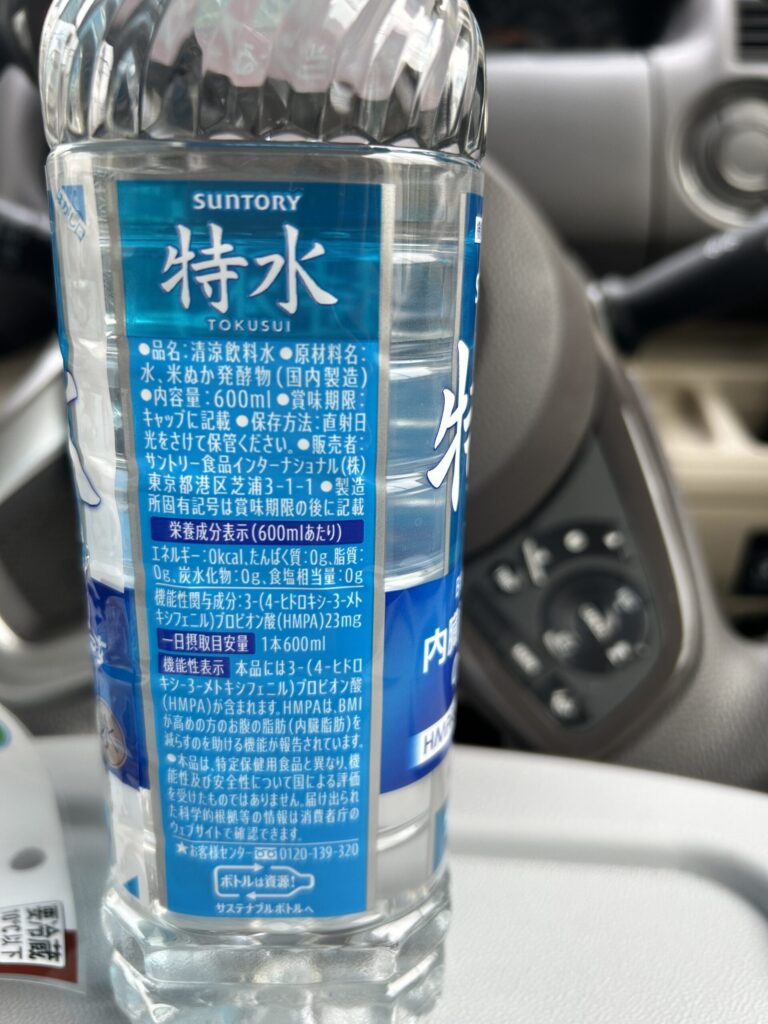 SUNTORY
特水
TOKUSUI
●品名：清涼飲料水●原材料名：
水、米ぬか発酵物（国内製造）
●内容量：600ml●賞味期限：
キャップに記載●保存方法：直射日
光をさけて保管ください。●販売者：
サントリー食品インターナショナル（株）
東京都港区芝浦3-1-1●製造
所固有記号は賞味期限の後に記載
栄養成分表示（600mlあたり）
エネルギー：0kcal、たんぱく質：0g、脂質：
0g、炭水化物：0g、食塩相当量：0g
機能性関与成分：3-（4-ヒドロキシ-3-メト
キシフェニル）プロピオン酸（HMPA）23mg
一日摂取目安量 1本600ml
機能性表示 本品には3-（4-ヒドロ
キシ-3-メトキシフェニル）プロピオン酸
（HMPA）が含まれます。HMPAは、BMI
が高めの方のお腹の脂肪（内臓脂肪）を
減らすのを助ける機能が報告されています。
●本品は、特定保健用食品と異なり、機
能性及び安全性について国による評価
を受けたものではありません。届け出られ
た科学的根拠等の情報は消費者庁の
ウェブサイトで確認できます。
★お客様センター 0120-139-320
ボトルは資源！
サステナブルボトルへ
特
内
HMP
要冷蔵
10℃以下